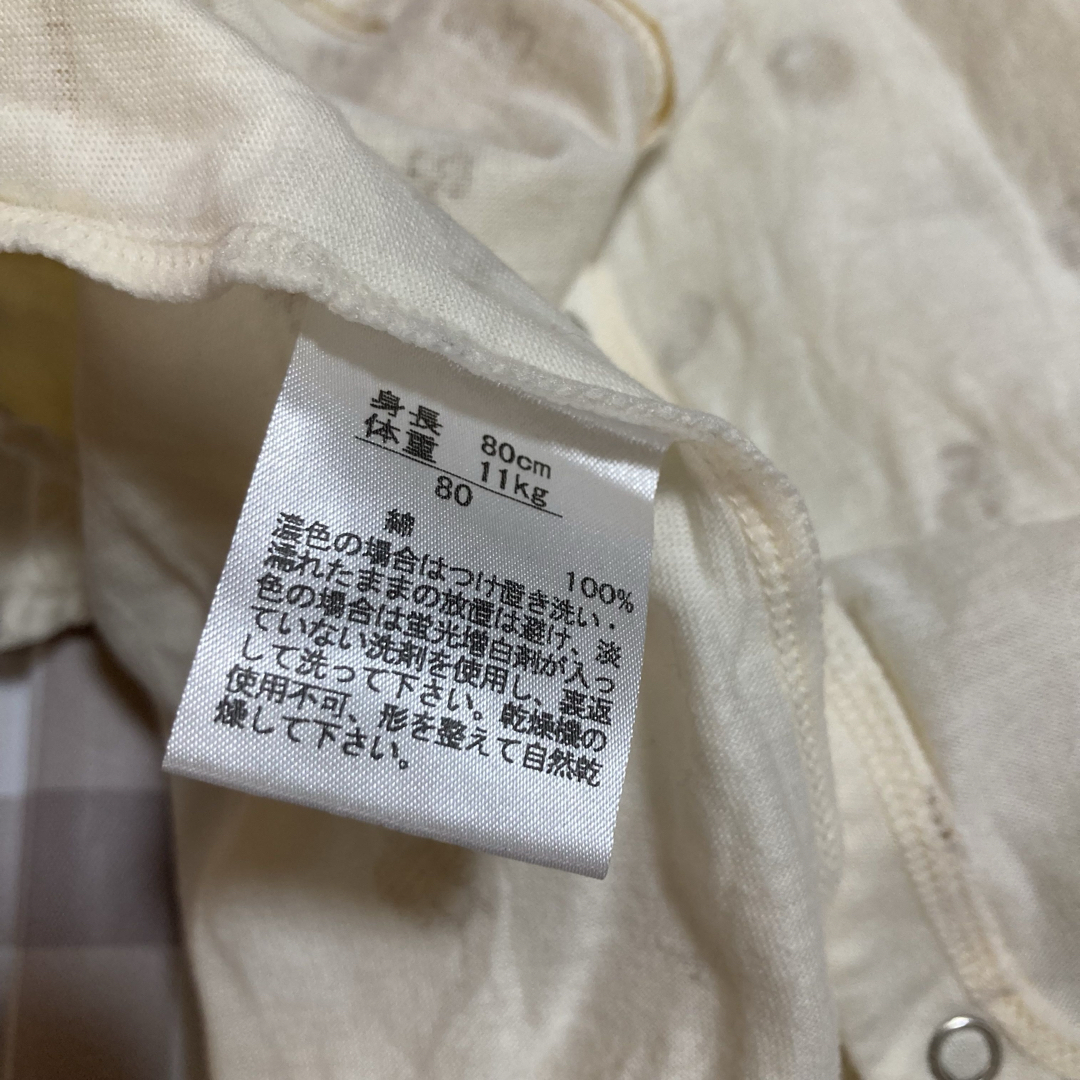 身長 80cm
体重 11kg
80
綿 100%
濃色の場合はつけ置き洗い・
濡れたままの放置は避け、淡
色の場合は蛍光増白剤が入っ
ていない洗剤を使用し、裏返
して洗って下さい。乾燥機の
使用不可、形を整えて自然乾
燥して下さい。